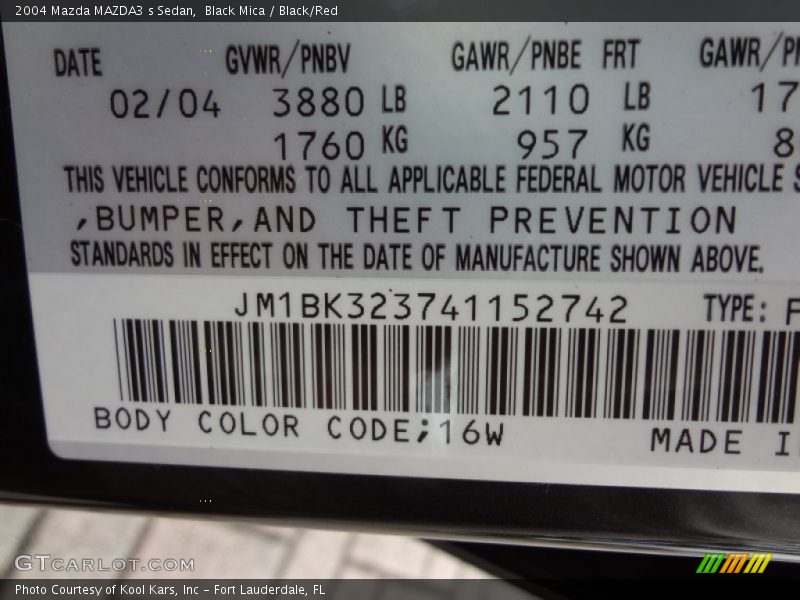 2004 Mazda MAZDA3 s Sedan,  Black Mica / Black/Red
DATE GVWR/PNBV GAWR/PNBE FRT GAWR/PN
02/04 3880 LB 2110 LB 17
1760 KG 957 KG 8
THIS VEHICLE CONFORMS TO ALL APPLICABLE FEDERAL MOTOR VEHICLE S
,BUMPER,AND THEFT PREVENTION
STANDARDS IN EFFECT ON THE DATE OF MANUFACTURE SHOWN ABOVE.
JM1BK323741152742 TYPE:
BODY COLOR CODE;16W MADE I
GTCARLOT.COM
Photo Courtesy of Kool Kars, Inc - Fort Lauderdale, FL